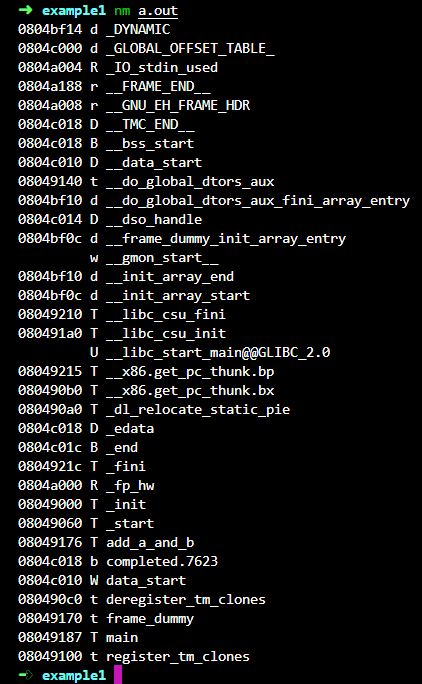 ➜ example1 nm a.out
0804bf14 d _DYNAMIC
0804c000 d _GLOBAL_OFFSET_TABLE_
0804a004 R _IO_stdin_used
0804a188 r __FRAME_END__
0804a008 r __GNU_EH_FRAME_HDR
0804c018 D __TMC_END__
0804c018 B __bss_start
0804c010 D __data_start
08049140 t __do_global_dtors_aux
0804bf10 d __do_global_dtors_aux_fini_array_entry
0804c014 D __dso_handle
0804bf0c d __frame_dummy_init_array_entry
         w __gmon_start__
0804bf10 d __init_array_end
0804bf0c d __init_array_start
08049210 T __libc_csu_fini
080491a0 T __libc_csu_init
         U __libc_start_main@@GLIBC_2.0
08049215 T __x86.get_pc_thunk.bp
080490b0 T __x86.get_pc_thunk.bx
080490a0 T _dl_relocate_static_pie
0804c018 D _edata
0804c01c B _end
0804921c T _fini
0804a000 R _fp_hw
08049000 T _init
08049060 T _start
08049176 T add_a_and_b
0804c018 b completed.7623
0804c010 W data_start
080490c0 t deregister_tm_clones
08049170 t frame_dummy
08049187 T main
08049100 t register_tm_clones
➜ example1